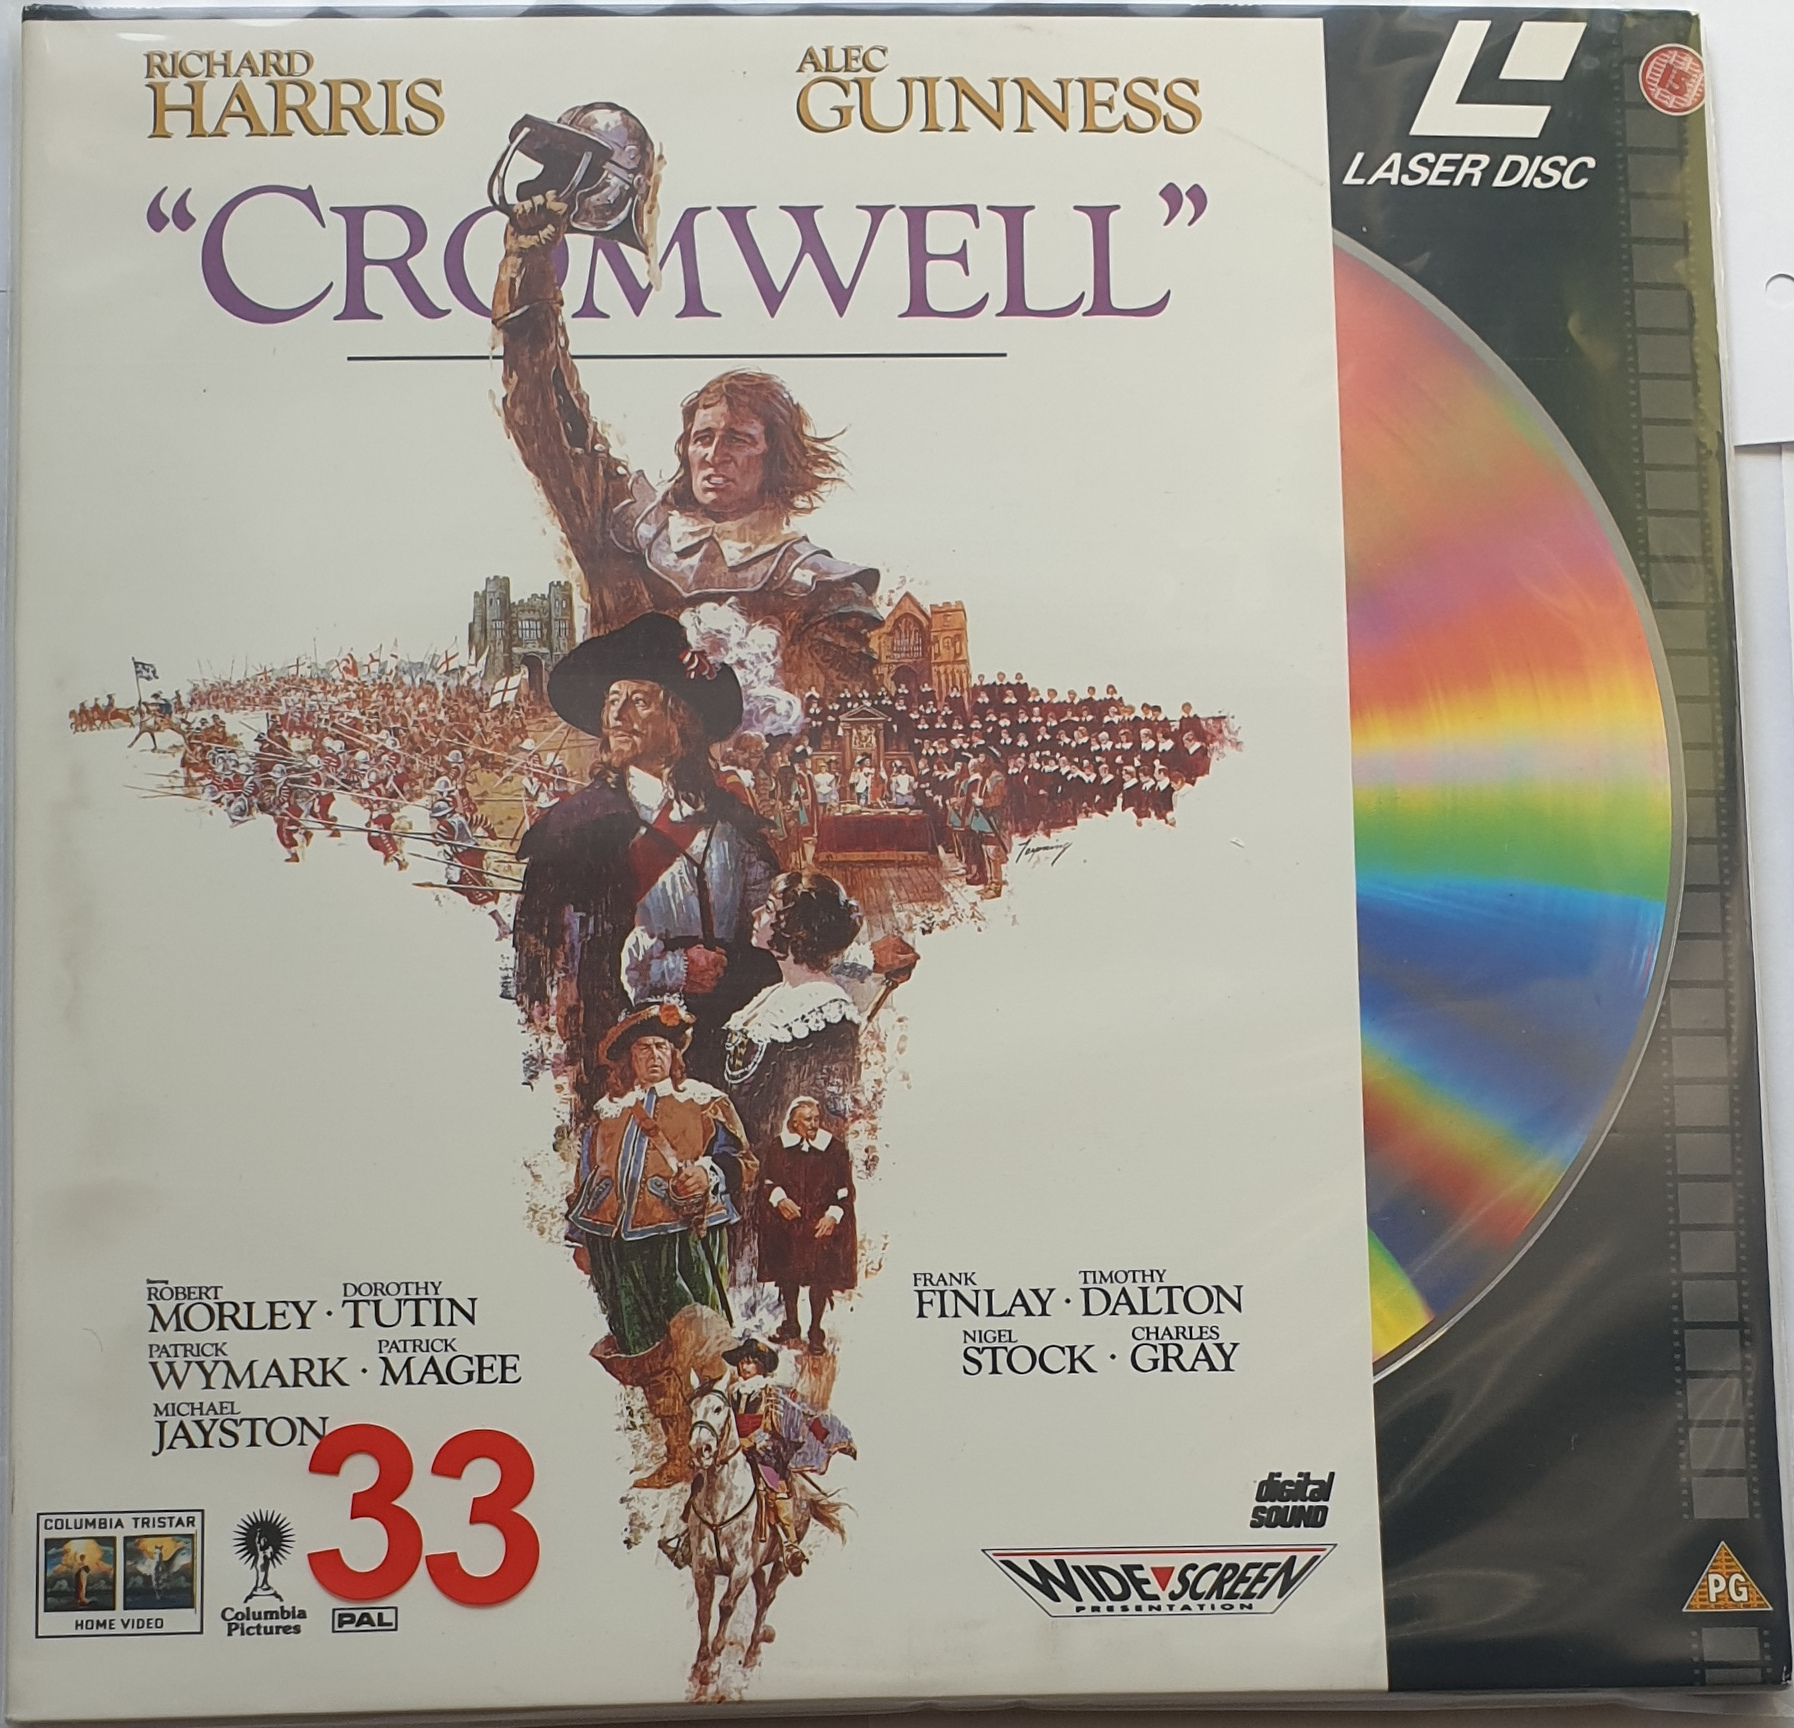 RICHARD
HARRIS
ALEC
GUINNESS
“CROMWELL”
LASER DISC
15
ROBERT
MORLEY · DOROTHY
TUTIN
PATRICK
WYMARK · PATRICK
MAGEE
MICHAEL
JAYSTON
FRANK
FINLAY · TIMOTHY
DALTON
NIGEL
STOCK · CHARLES
GRAY
33
COLUMBIA TRISTAR
HOME VIDEO
Columbia
Pictures
PAL
digital
SOUND
WIDE SCREEN
PRESENTATION
PG